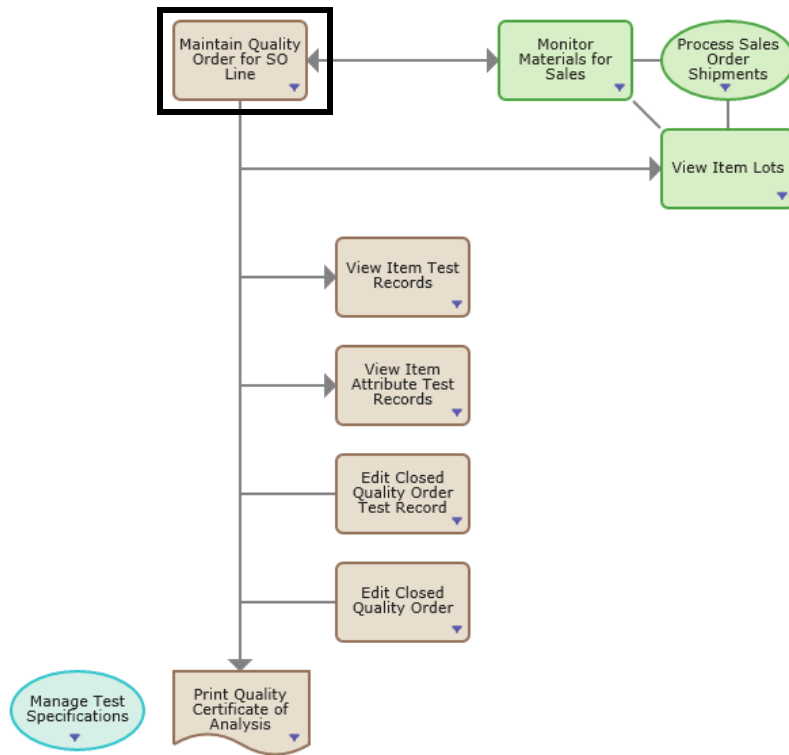 Maintain Quality
Order for SO
Line
Monitor
Materials for
Sales
Process Sales
Order
Shipments
View Item Lots
View Item Test
Records
View Item
Attribute Test
Records
Edit Closed
Quality Order
Test Record
Edit Closed
Quality Order
Manage Test
Specifications
Print Quality
Certificate of
Analysis